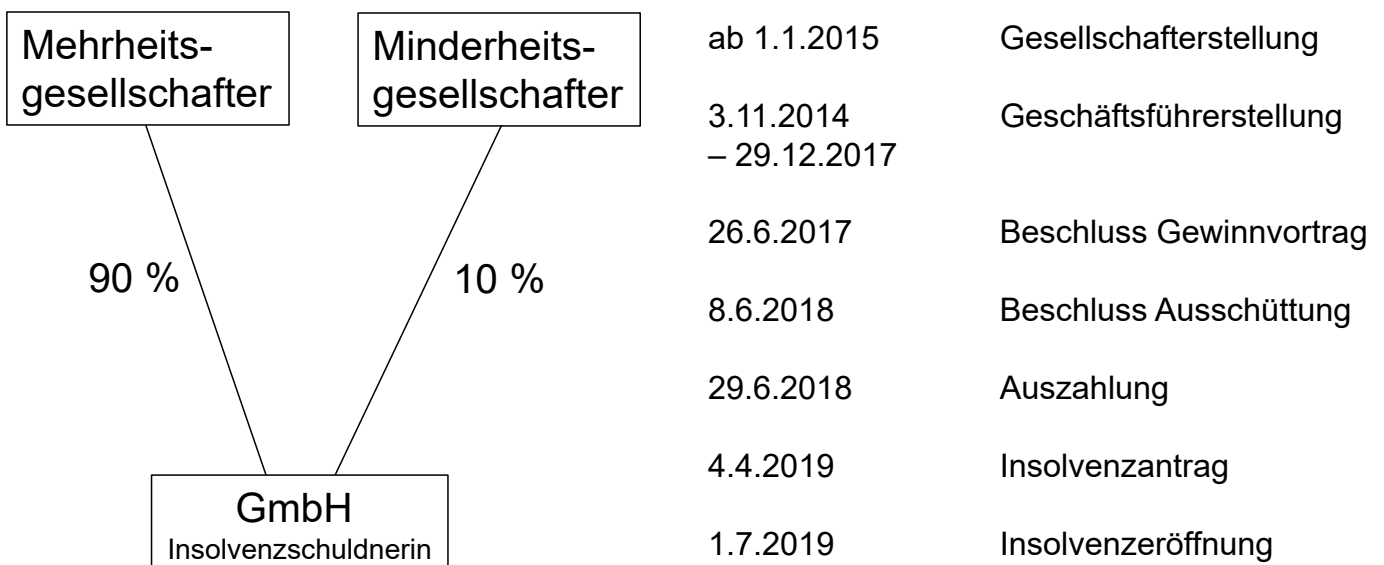 Mehrheits-
gesellschafter
Minderheits-
gesellschafter
90 %
10 %
GmbH
Insolvenzschuldnerin
ab 1.1.2015 Gesellschafterstellung
3.11.2014 Geschäftsführerstellung
– 29.12.2017
26.6.2017 Beschluss Gewinnvortrag
8.6.2018 Beschluss Ausschüttung
29.6.2018 Auszahlung
4.4.2019 Insolvenzantrag
1.7.2019 Insolvenzeröffnung